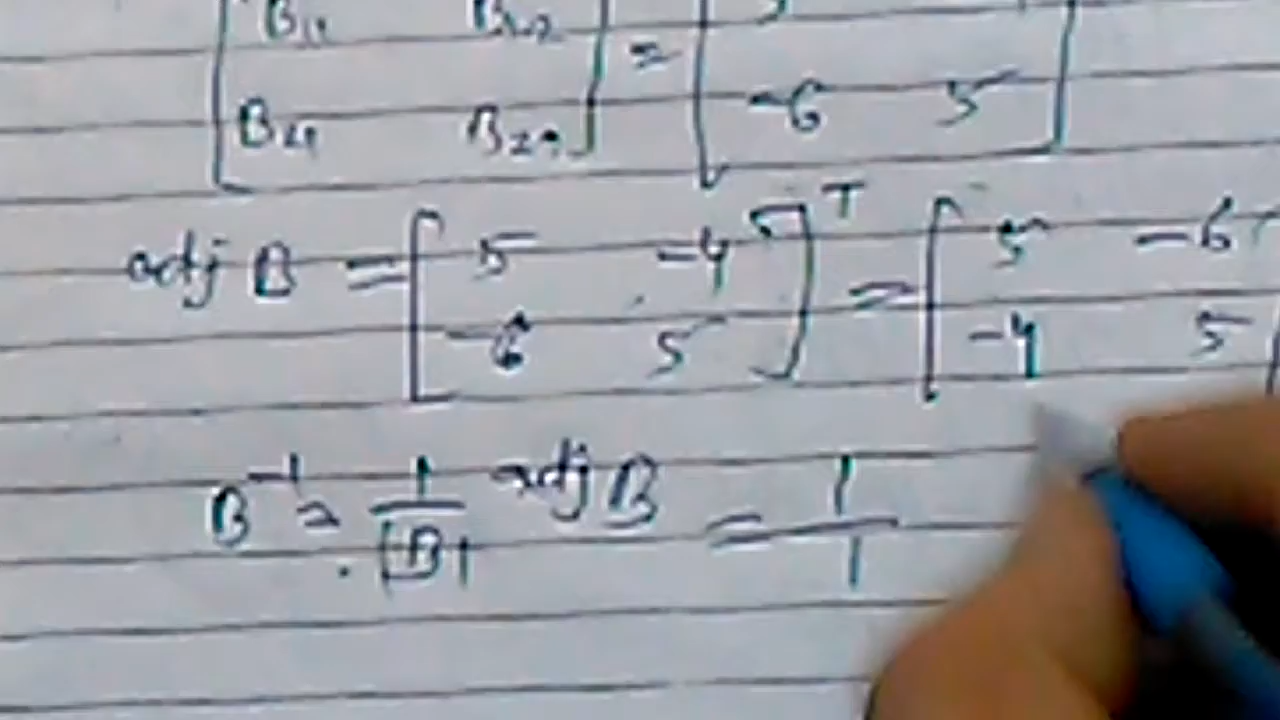 [ B₁₁ B₁₂ ] = [ 5
[ B₂₁ B₂₂ ] [ -6 5 ]
adj B = [ 5 -4 ]ᵀ = [ 5 -6
[ -6 5 ] [ -4 5
B⁻¹ = 1/|B| adj B = 1/1